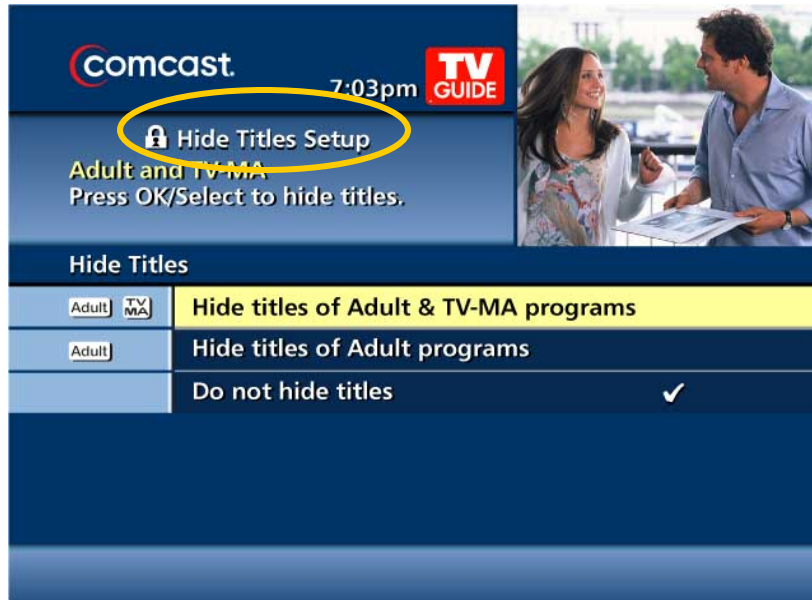 comcast.
7:03pm
TV
GUIDE
Hide Titles Setup
Adult and TV-MA
Press OK/Select to hide titles.
Hide Titles
Adult TV MA Hide titles of Adult & TV-MA programs
Adult Hide titles of Adult programs
Do not hide titles